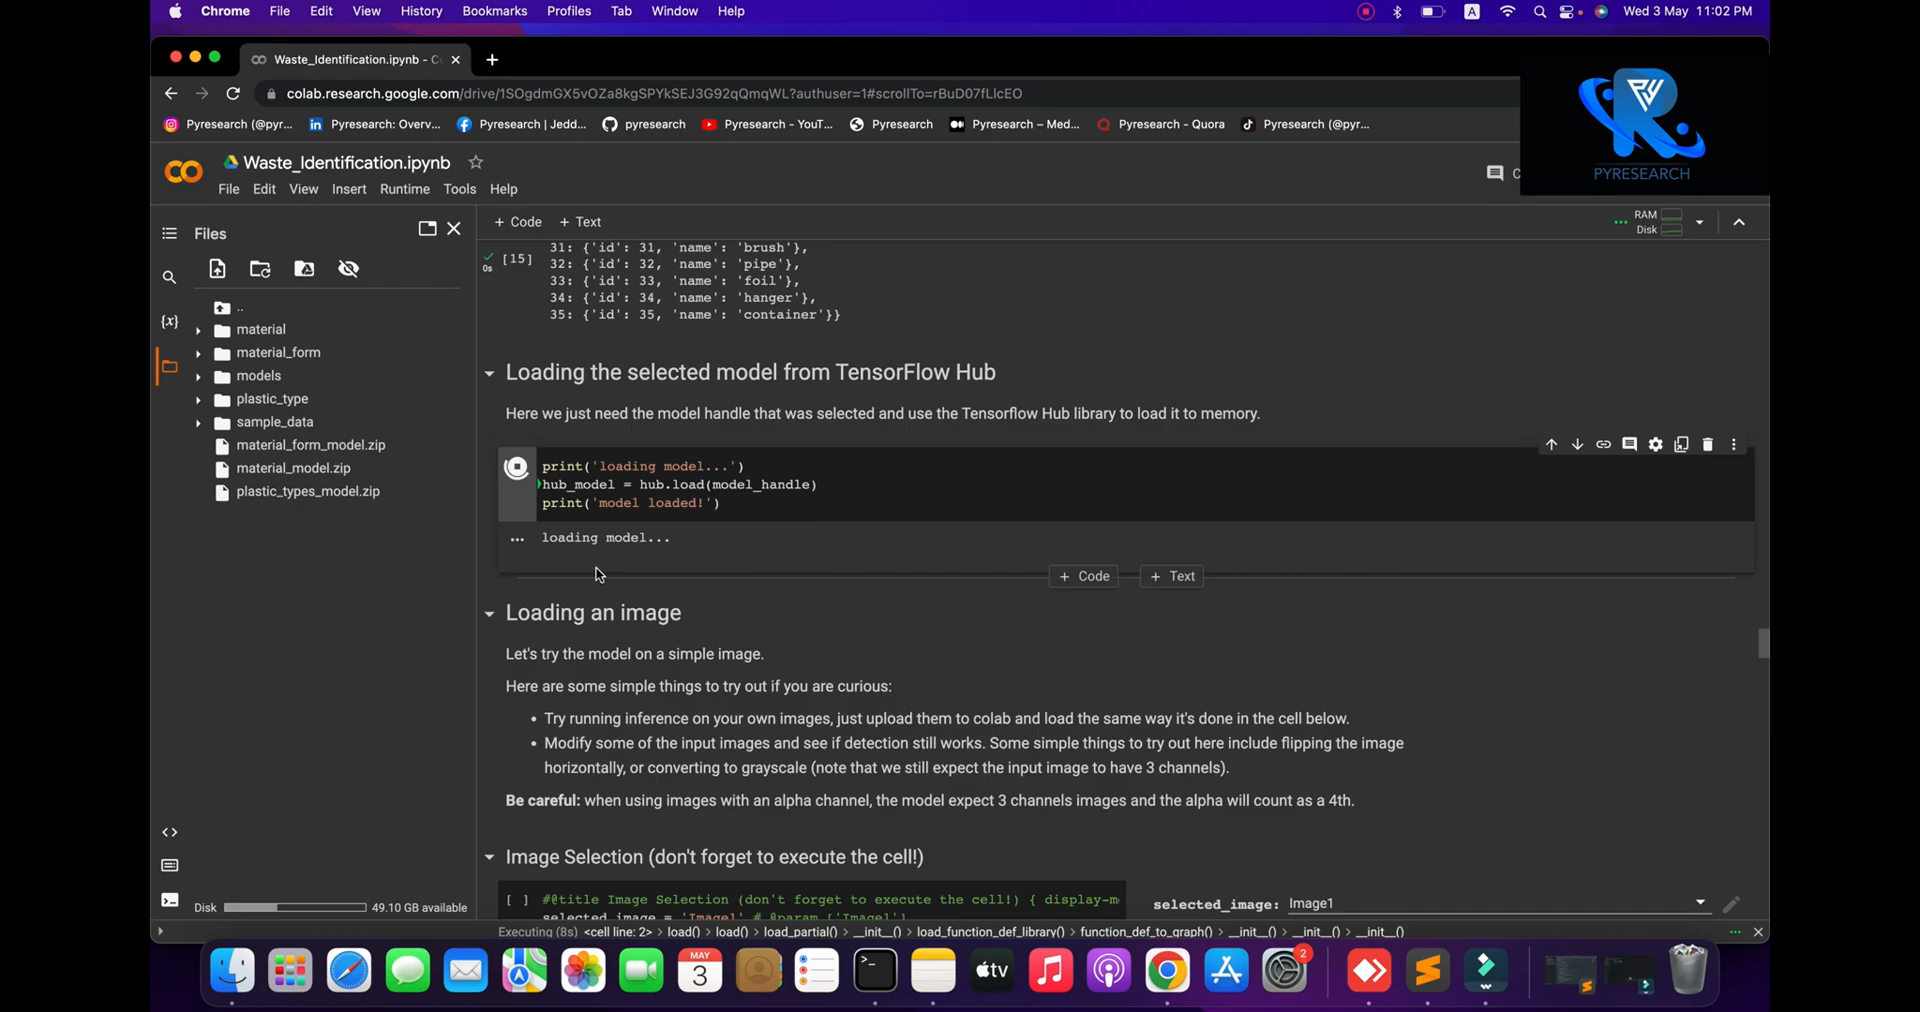 Chrome File Edit View History Bookmarks Profiles Tab Window Help A Wed 3 May 11:02 PM
Waste_Identification.ipynb - C
colab.research.google.com/drive/1SOgdmGX5vOZa8kgSPYkSEJ3G92qQmqWL?authuser=1#scrollTo=rBuD07fLlcEO
Pyresearch (@pyr... Pyresearch: Overv... Pyresearch | Jedd... pyresearch Pyresearch - YouT... Pyresearch Pyresearch – Med... Pyresearch - Quora Pyresearch (@pyr...
PYRESEARCH
Waste_Identification.ipynb
File Edit View Insert Runtime Tools Help
C
Files
+ Code + Text
RAM
Disk
..
material
material_form
models
plastic_type
sample_data
material_form_model.zip
material_model.zip
plastic_types_model.zip
{x}
Disk 49.10 GB available
0s
[15]
31: {'id': 31, 'name': 'brush'},
32: {'id': 32, 'name': 'pipe'},
33: {'id': 33, 'name': 'foil'},
34: {'id': 34, 'name': 'hanger'},
35: {'id': 35, 'name': 'container'}}
Loading the selected model from TensorFlow Hub
Here we just need the model handle that was selected and use the Tensorflow Hub library to load it to memory.
print('loading model...')
hub_model = hub.load(model_handle)
print('model loaded!')
... loading model...
+ Code + Text
Loading an image
Let's try the model on a simple image.
Here are some simple things to try out if you are curious:
• Try running inference on your own images, just upload them to colab and load the same way it's done in the cell below.
• Modify some of the input images and see if detection still works. Some simple things to try out here include flipping the image
horizontally, or converting to grayscale (note that we still expect the input image to have 3 channels).
Be careful: when using images with an alpha channel, the model expect 3 channels images and the alpha will count as a 4th.
Image Selection (don't forget to execute the cell!)
[ ] #@title Image Selection (don't forget to execute the cell!) { display-m
selected_image = 'Image1' # @param ['Image1']
selected_image: Image1
Executing (8s) <cell line: 2> > load() > load() > load_partial() > __init__() > load_function_def_library() > function_def_to_graph() > __init__() > __init__() > __init__()
MAY
3
tv
2